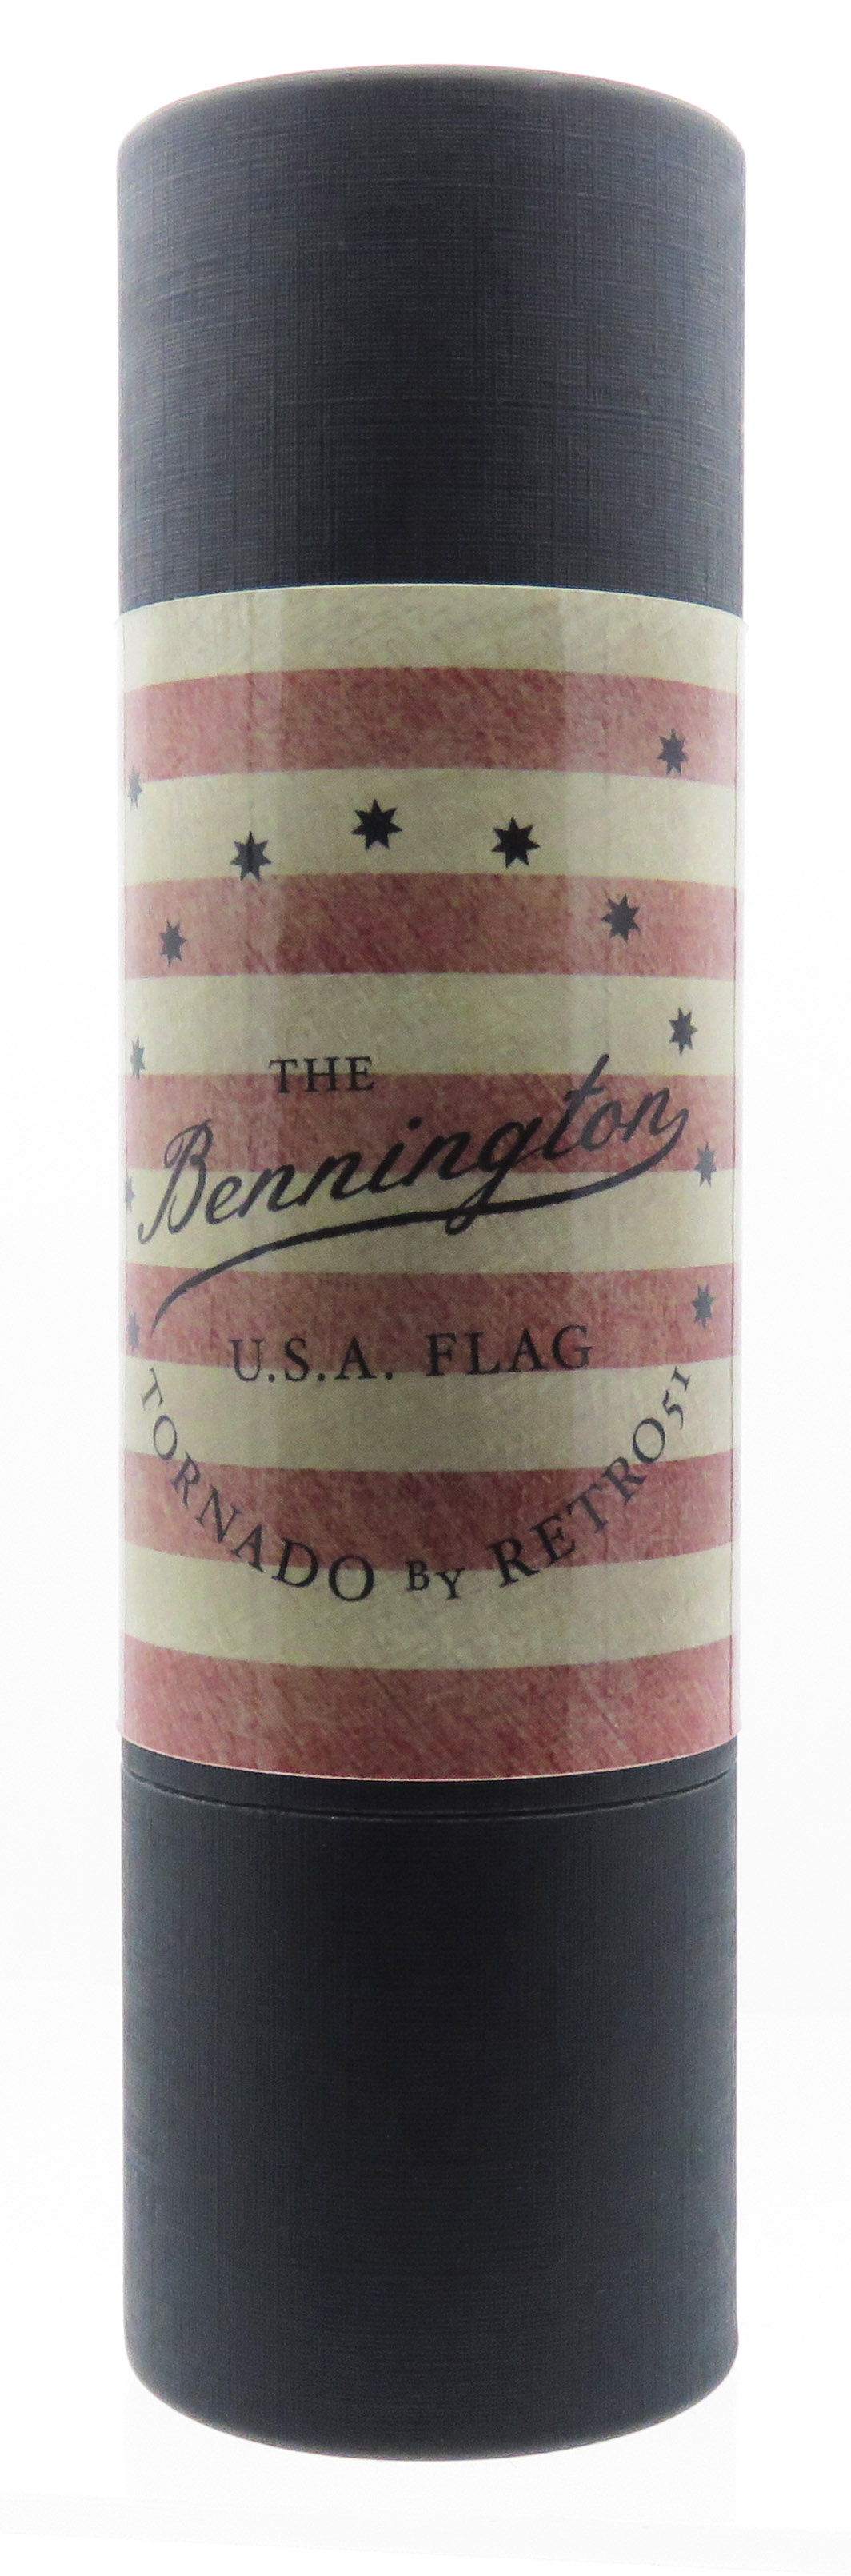 THE
Bennington
U.S.A. FLAG
TORNADO BY RETRO51